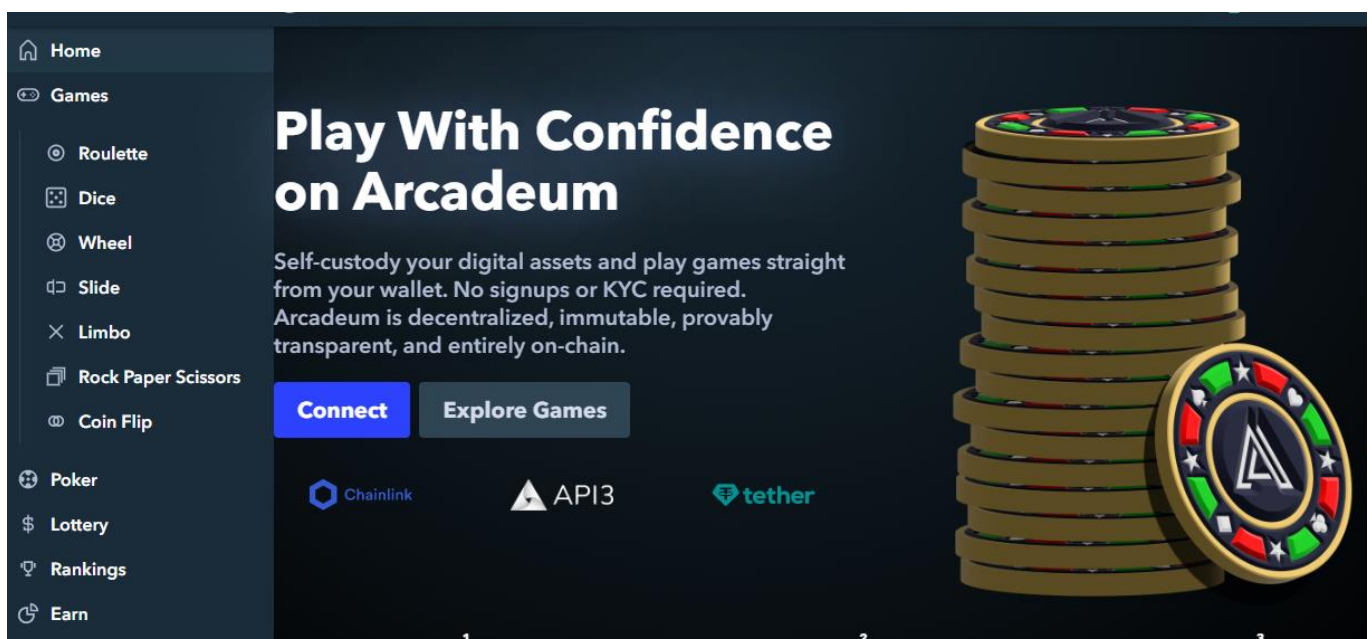 Home
Games
Roulette
Dice
Wheel
Slide
Limbo
Rock Paper Scissors
Coin Flip
Poker
Lottery
Rankings
Earn
Play With Confidence
on Arcadeum
Self-custody your digital assets and play games straight
from your wallet. No signups or KYC required.
Arcadeum is decentralized, immutable, provably
transparent, and entirely on-chain.
Connect
Explore Games
Chainlink
API3
tether